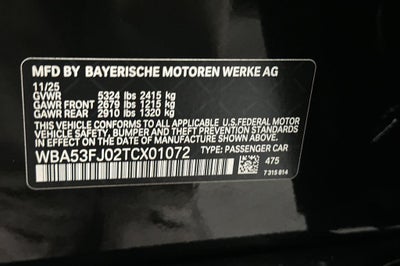 MFD BY BAYERISCHE MOTOREN WERKE AG
11/25
GVWR 5324 lbs 2415 kg
GAWR FRONT 2679 lbs 1215 kg
GAWR REAR 2910 lbs 1320 kg
THIS VEHICLE CONFORMS TO ALL APPLICABLE U.S.FEDERAL MOTOR
VEHICLE SAFETY, BUMPER, AND THEFT PREVENTION STANDARDS
IN EFFECT ON THE DATE OF MANUFACTURE SHOWN ABOVE.
WBA53FJ02TCX01072 TYPE: PASSENGER CAR
475
7 315 814